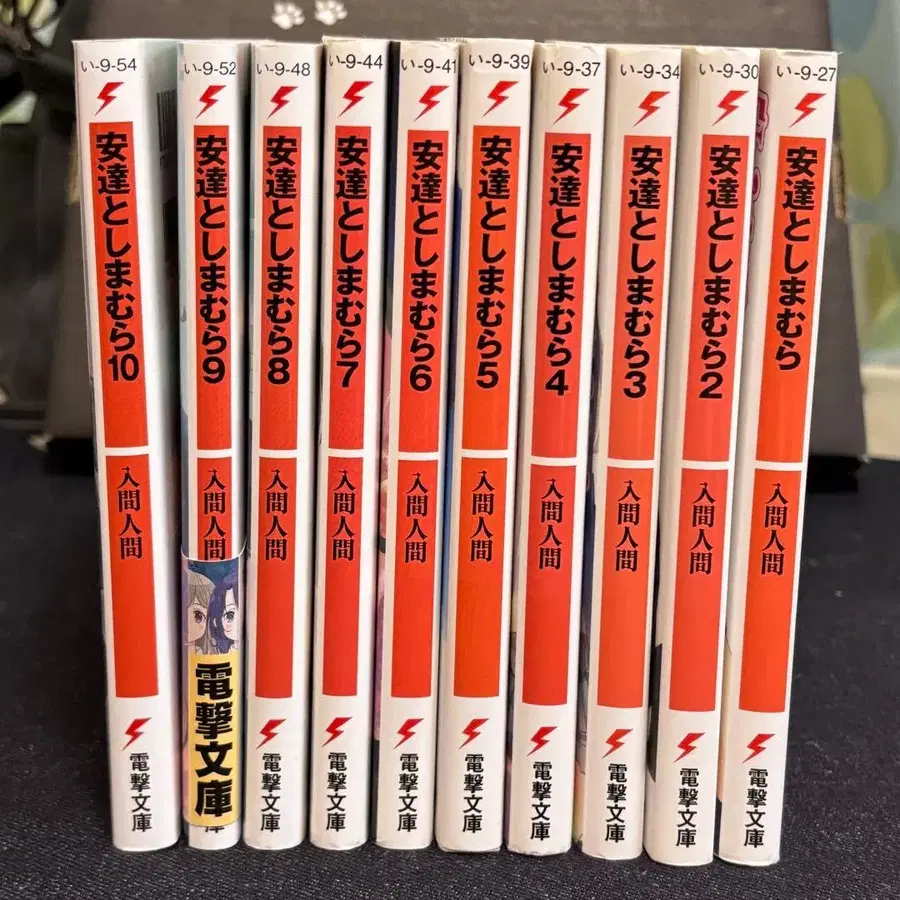 い-9-54
安達としまむら10
入間人間
電撃文庫
い-9-52
安達としまむら9
入間人間
電撃文庫
い-9-48
安達としまむら8
入間人間
電撃文庫
い-9-44
安達としまむら7
入間人間
電撃文庫
い-9-41
安達としまむら6
入間人間
電撃文庫
い-9-39
安達としまむら5
入間人間
電撃文庫
い-9-37
安達としまむら4
入間人間
電撃文庫
い-9-34
安達としまむら3
入間人間
電撃文庫
い-9-30
安達としまむら2
入間人間
電撃文庫
い-9-27
安達としまむら
入間人間
電撃文庫